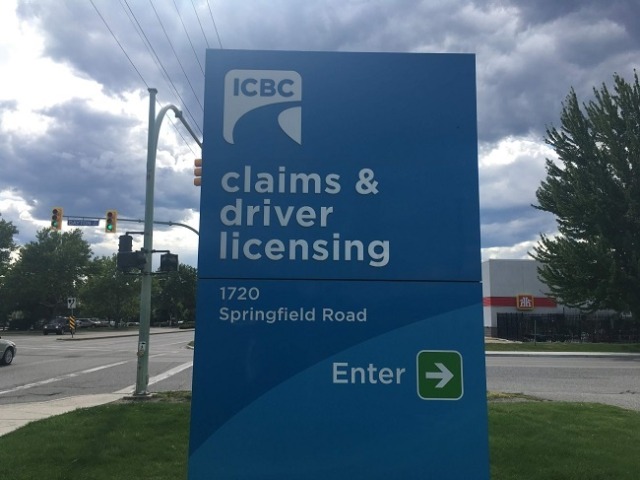 ICBC
claims &
driver
licensing
1720
Springfield Road
Enter